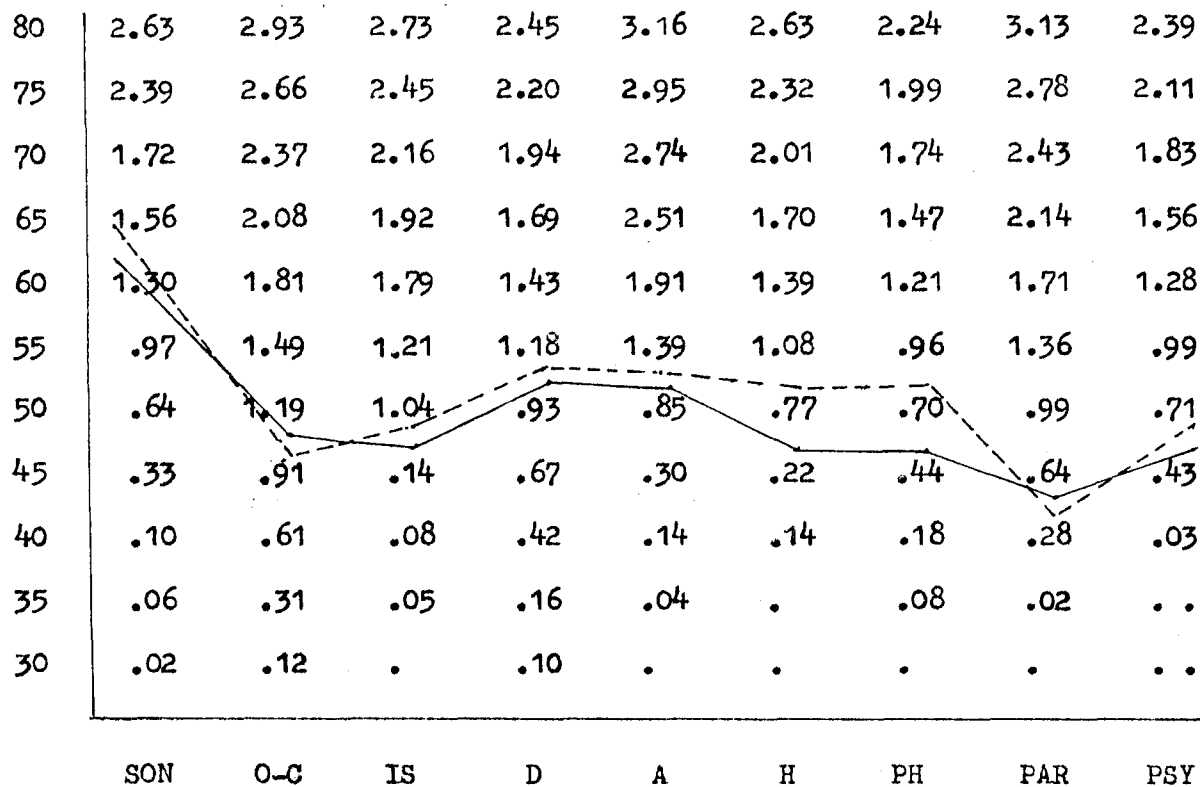 80 2.63 2.93 2.73 2.45 3.16 2.63 2.24 3.13 2.39
75 2.39 2.66 2.45 2.20 2.95 2.32 1.99 2.78 2.11
70 1.72 2.37 2.16 1.94 2.74 2.01 1.74 2.43 1.83
65 1.56 2.08 1.92 1.69 2.51 1.70 1.47 2.14 1.56
60 1.30 1.81 1.79 1.43 1.91 1.39 1.21 1.71 1.28
55 .97 1.49 1.21 1.18 1.39 1.08 .96 1.36 .99
50 .64 1.19 1.04 .93 .85 .77 .70 .99 .71
45 .33 .91 .14 .67 .30 .22 .44 .64 .43
40 .10 .61 .08 .42 .14 .14 .18 .28 .03
35 .06 .31 .05 .16 .04 . .08 .02 . .
30 .02 .12 . .10 . . . . . .
SON O-C IS D A H PH PAR PSY